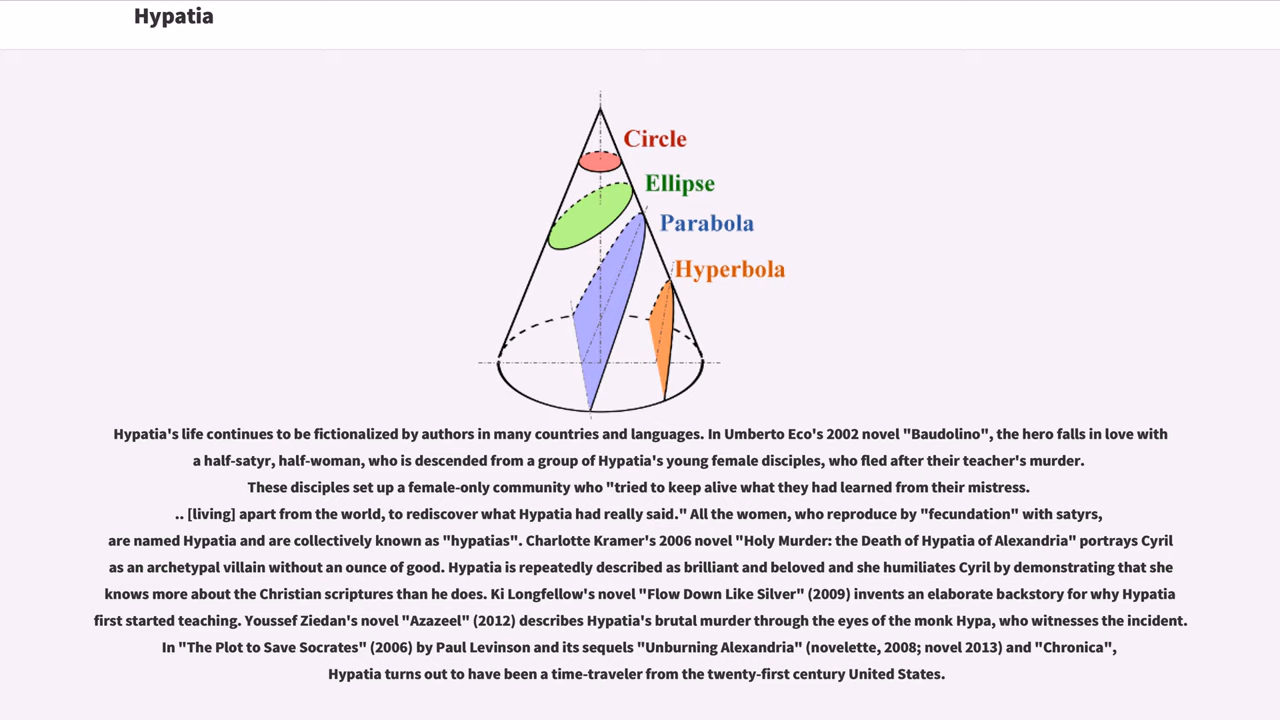 Hypatia
Circle
Ellipse
Parabola
Hyperbola
Hypatia's life continues to be fictionalized by authors in many countries and languages. In Umberto Eco's 2002 novel "Baudolino", the hero falls in love with
a half-satyr, half-woman, who is descended from a group of Hypatia's young female disciples, who fled after their teacher's murder.
These disciples set up a female-only community who "tried to keep alive what they had learned from their mistress.
.. [living] apart from the world, to rediscover what Hypatia had really said." All the women, who reproduce by "fecundation" with satyrs,
are named Hypatia and are collectively known as "hypatias". Charlotte Kramer's 2006 novel "Holy Murder: the Death of Hypatia of Alexandria" portrays Cyril
as an archetypal villain without an ounce of good. Hypatia is repeatedly described as brilliant and beloved and she humiliates Cyril by demonstrating that she
knows more about the Christian scriptures than he does. Ki Longfellow's novel "Flow Down Like Silver" (2009) invents an elaborate backstory for why Hypatia
first started teaching. Youssef Ziedan's novel "Azazeel" (2012) describes Hypatia's brutal murder through the eyes of the monk Hypa, who witnesses the incident.
In "The Plot to Save Socrates" (2006) by Paul Levinson and its sequels "Unburning Alexandria" (novelette, 2008; novel 2013) and "Chronica",
Hypatia turns out to have been a time-traveler from the twenty-first century United States.